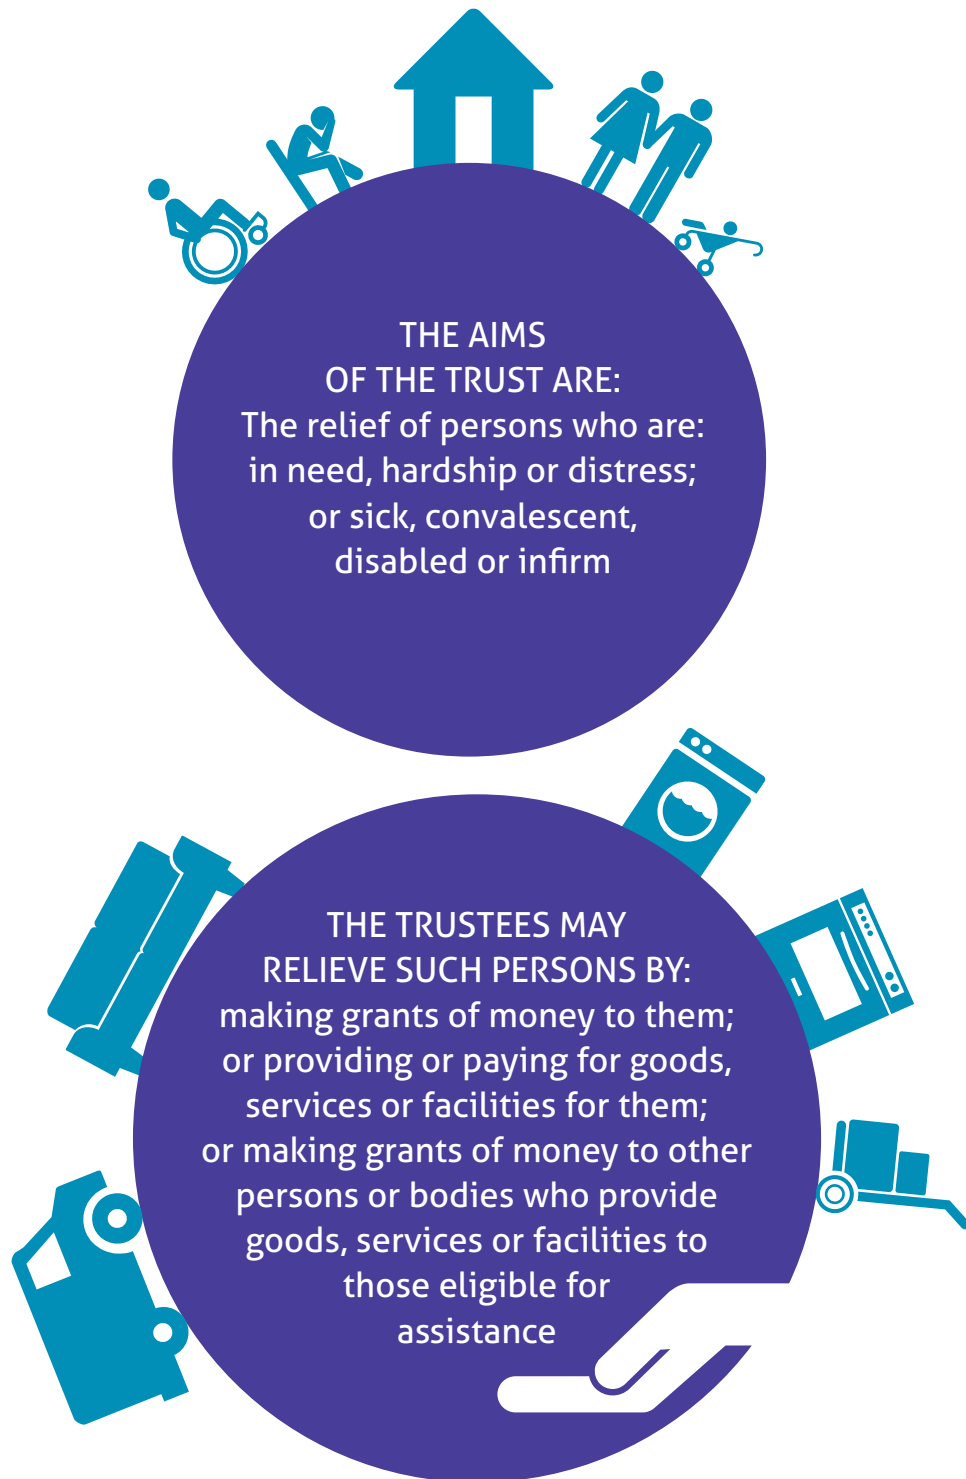 THE AIMS
OF THE TRUST ARE:
The relief of persons who are:
in need, hardship or distress;
or sick, convalescent,
disabled or infirm
THE TRUSTEES MAY
RELIEVE SUCH PERSONS BY:
making grants of money to them;
or providing or paying for goods,
services or facilities for them;
or making grants of money to other
persons or bodies who provide
goods, services or facilities to
those eligible for
assistance